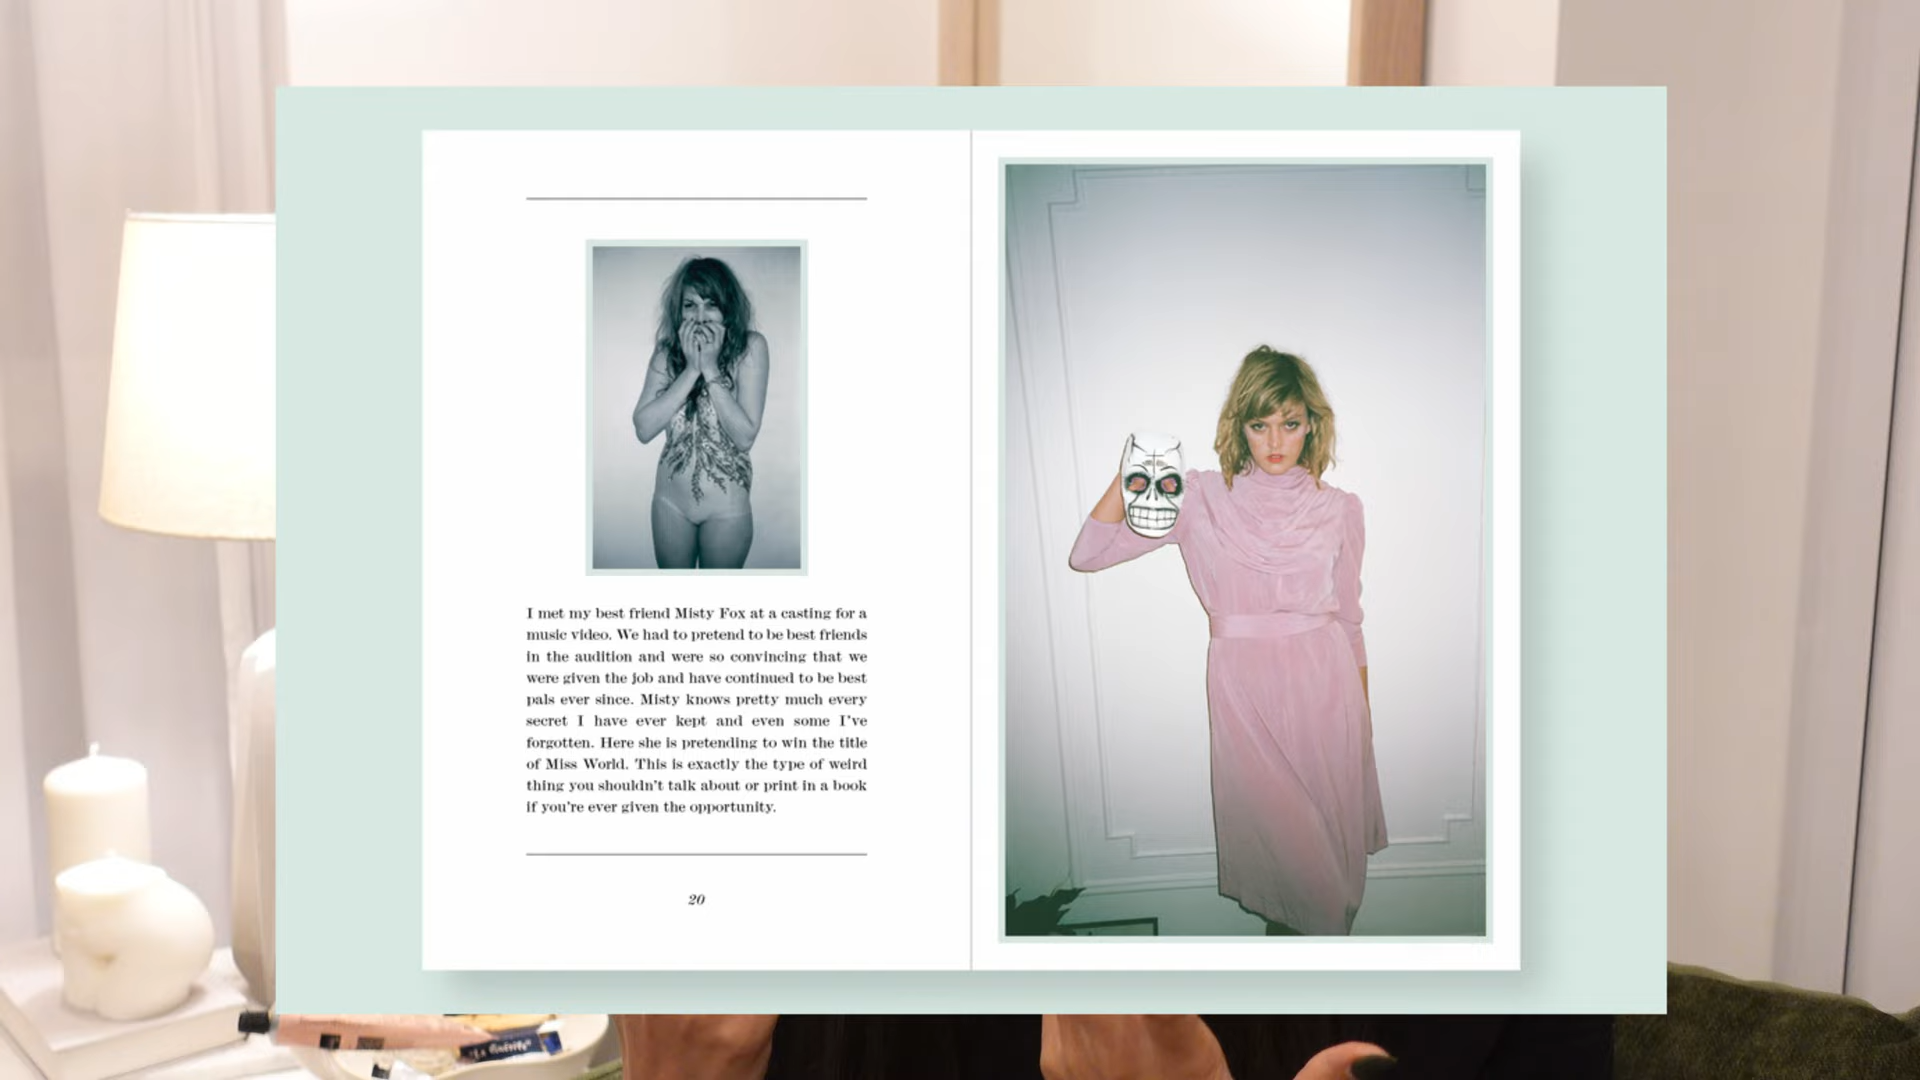 I met my best friend Misty Fox at a casting for a
music video. We had to pretend to be best friends
in the audition and were so convincing that we
were given the job and have continued to be best
pals ever since. Misty knows pretty much every
secret I have ever kept and even some I've
forgotten. Here she is pretending to win the title
of Miss World. This is exactly the type of weird
thing you shouldn't talk about or print in a book
if you're ever given the opportunity.
20